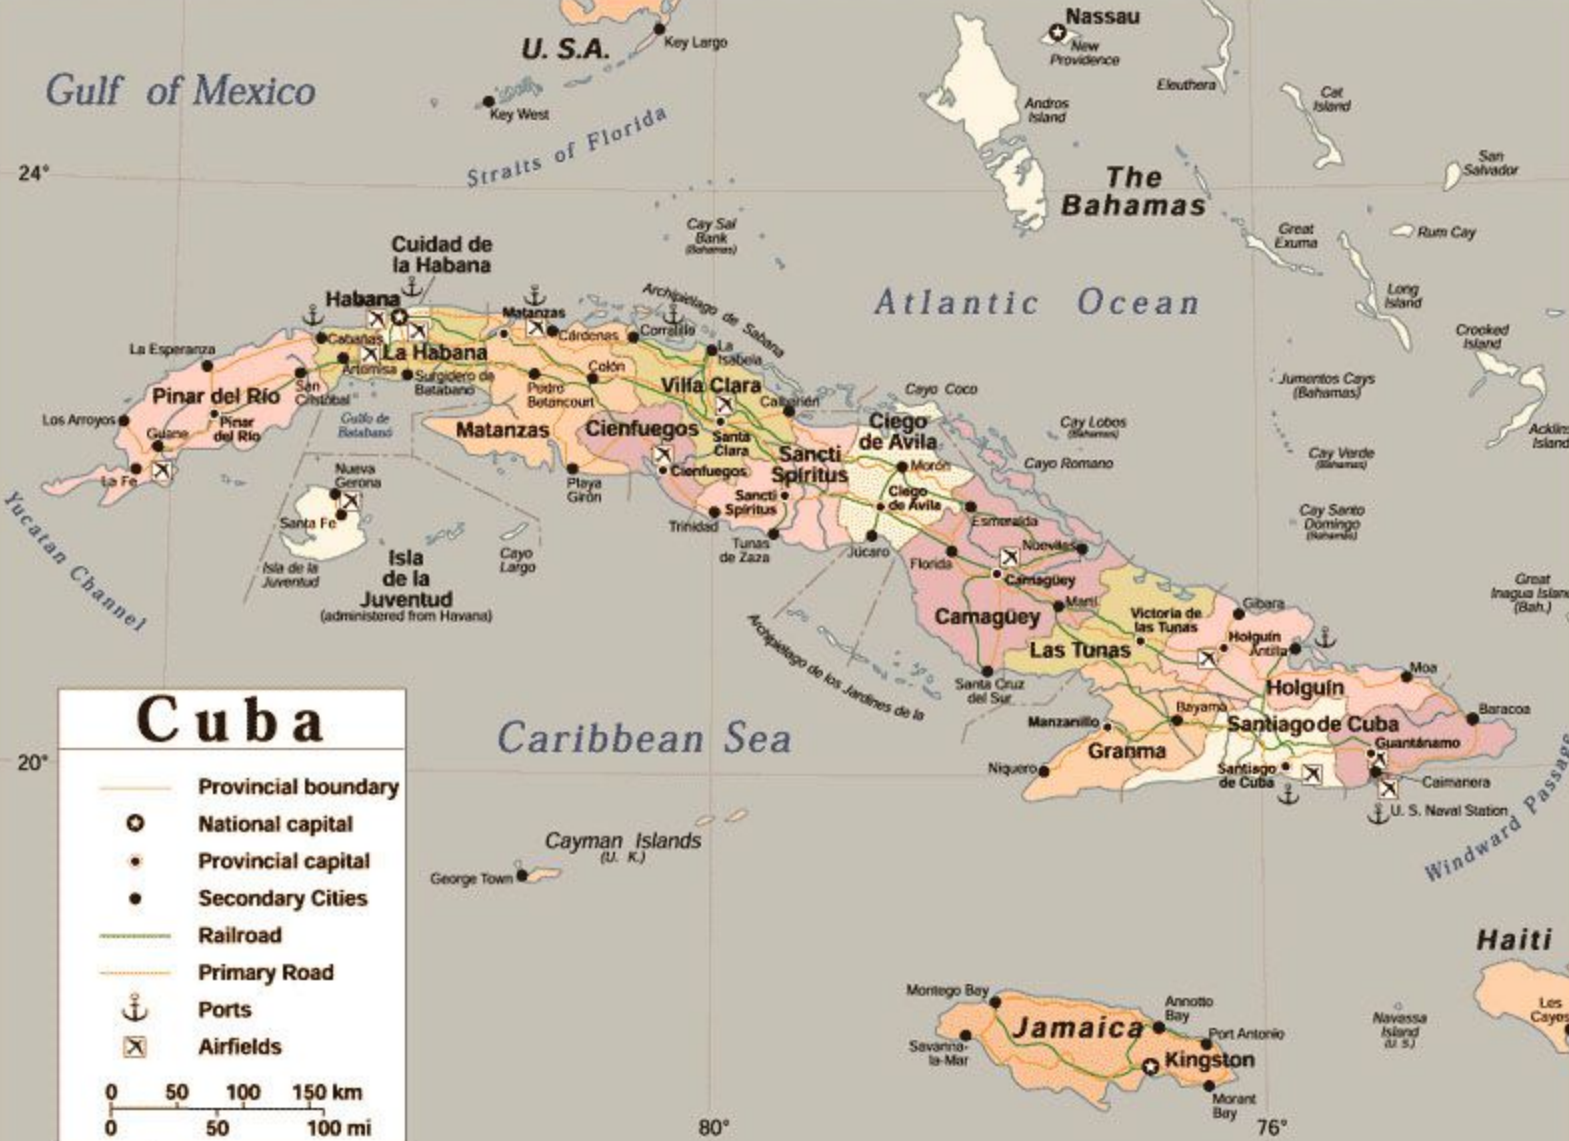 Nassau
New
Providence
U. S.A.
Key Largo
Gulf of Mexico
Eleuthera
Cat
Island
Key West
Andros
Island
Straits of Florida
24°
San
Salvador
The
Bahamas
Cay Sal
Bank
(Bahamas)
Great
Exuma
Rum Cay
Cuidad de
la Habana
Atlantic Ocean
Long
Island
Archipiélago de Sabana
Habana
Matanzas
Cárdenas
Corralillo
Crooked
Island
La Esperanza
Cabañas
La Habana
La
Isabela
Artemisa
Surgidero de
Batabano
Colón
Pedro
Betancourt
Villa Clara
Jumentos Cays
(Bahamas)
San
Cristóbal
Pinar del Río
Cayo Coco
Caibarién
Los Arroyos
Pinar
del Río
Gulfo de
Batabanó
Ciego
de Avila
Cay Lobos
(Bahamas)
Acklins
Island
Guane
Matanzas
Cienfuegos
Santa
Clara
Sancti
Spíritus
Cay Verde
(Bahamas)
La Fe
Nueva
Gerona
Cienfuegos
Morón
Cayo Romano
Playa
Girón
Sancti
Spíritus
Ciego
de Avila
Yucatan Channel
Santa Fe
Trinidad
Esmeralda
Cay Santo
Domingo
(Bahamas)
Tunas
de Zaza
Júcaro
Nuevitas
Isla de la
Juventud
Isla
de la
Juventud
(administered from Havana)
Cayo
Largo
Florida
Camagüey
Great
Inagua Island
(Bah.)
Martí
Gibara
Camagüey
Victoria de
las Tunas
Holguín
Antilla
Las Tunas
Archipiélago de los Jardines de la
Moa
Santa Cruz
del Sur
Holguín
Cuba
Bayamo
Baracoa
Manzanillo
Santiago de Cuba
Caribbean Sea
Guantánamo
Granma
20°
Niquero
Santiago
de Cuba
Caimanera
U. S. Naval Station
Windward Passage
Provincial boundary
National capital
Provincial capital
Secondary Cities
Railroad
Primary Road
Ports
Airfields
0 50 100 150 km
0 50 100 mi
Cayman Islands
(U. K.)
George Town
Haiti
Les
Cayes
Montego Bay
Annotto
Bay
Jamaica
Port Antonio
Navassa
Island
(U. S.)
Savanna-
la-Mar
Kingston
Morant
Bay
80°
76°